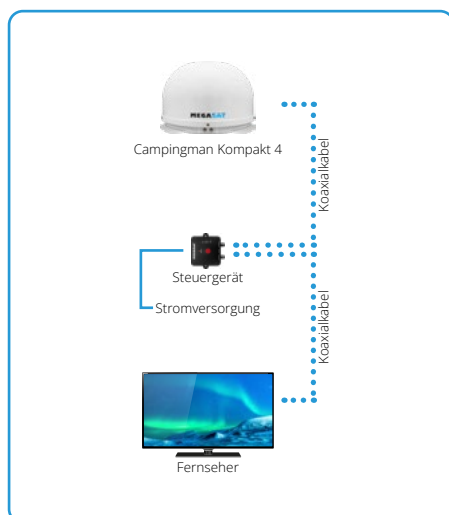 MEGASAT
Campingman Kompakt 4
Koaxialkabel
Steuergerät
Stromversorgung
Koaxialkabel
Fernseher